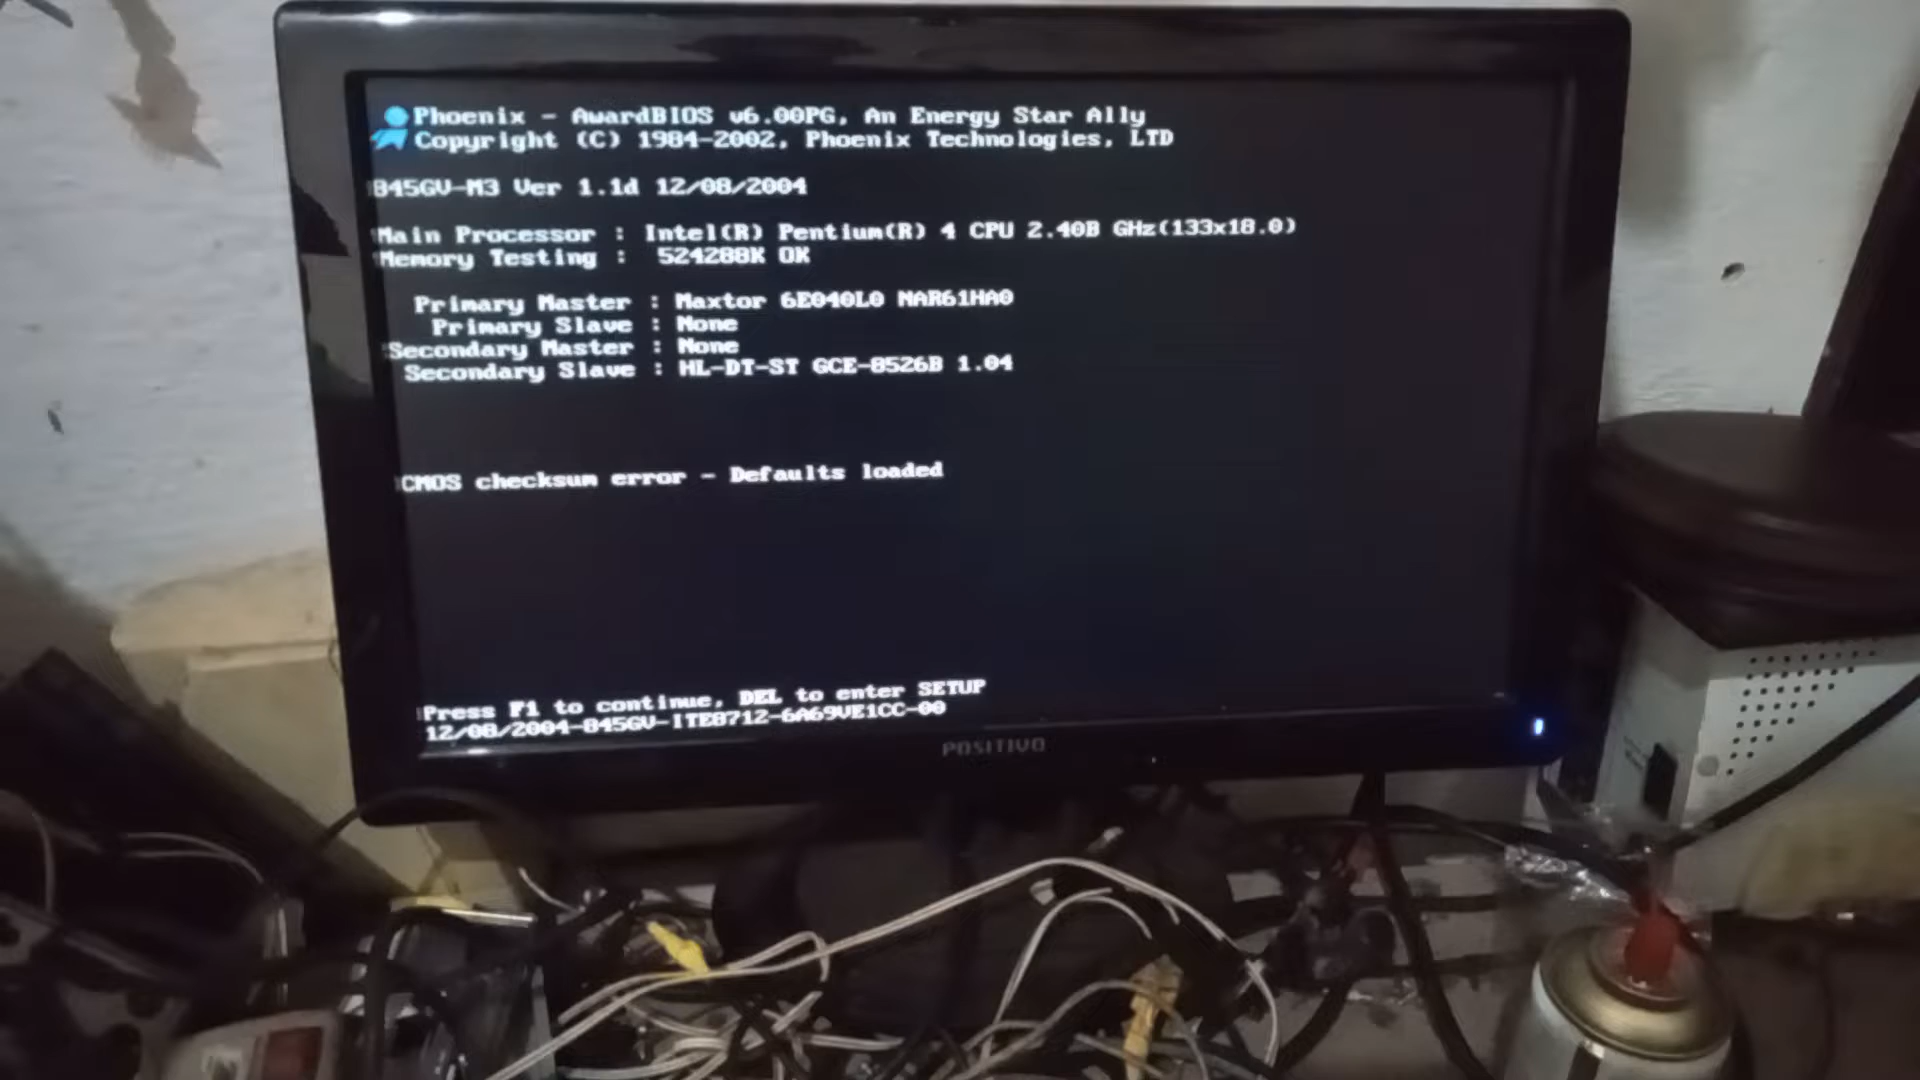 Phoenix - AwardBIOS v6.00PG, An Energy Star Ally
Copyright (C) 1984-2002, Phoenix Technologies, LTD
845GV-M3 Ver 1.1d 12/08/2004
Main Processor : Intel(R) Pentium(R) 4 CPU 2.40B GHz(133x18.0)
Memory Testing : 524288K OK
Primary Master : Maxtor 6E040L0 NAR61HA0
Primary Slave : None
Secondary Master : None
Secondary Slave : HL-DT-ST GCE-8526B 1.04
CMOS checksum error - Defaults loaded
Press F1 to continue, DEL to enter SETUP
12/08/2004-845GV-ITE8712-6A69VE1CC-00
POSITIVO